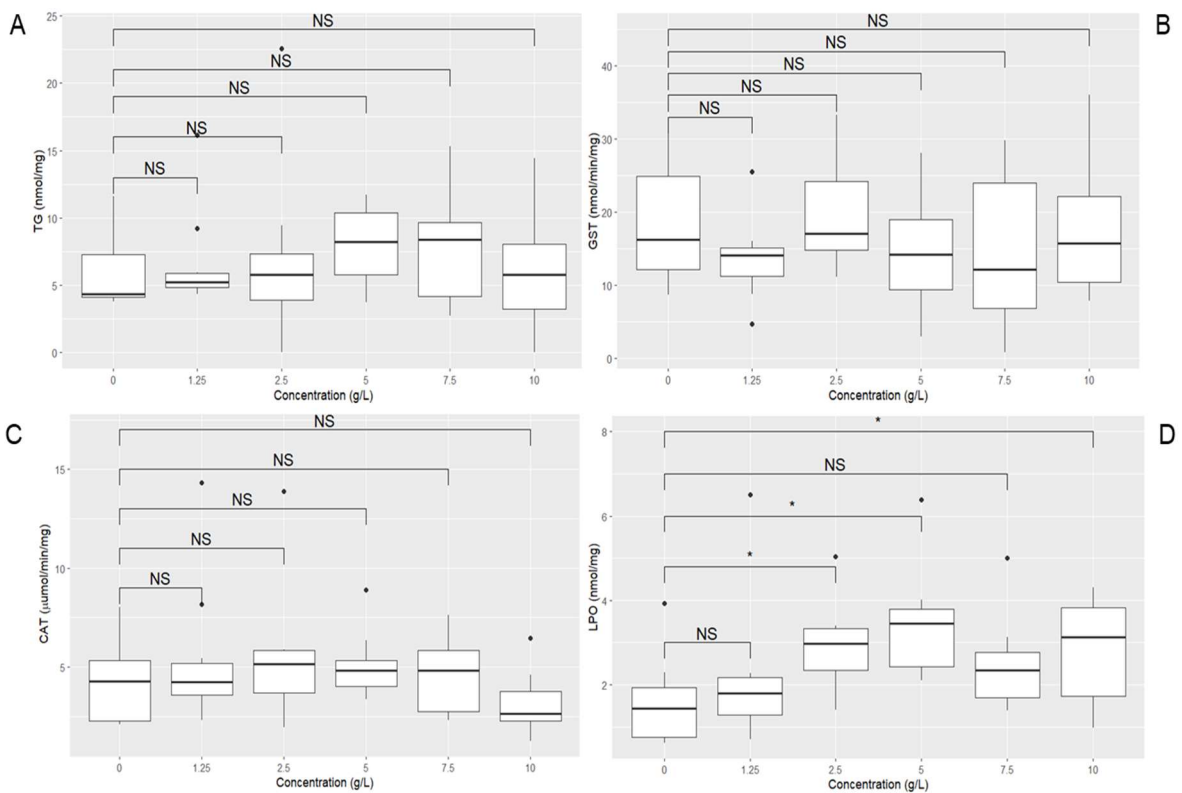 A
25
20
15
10
5
0
TG (nmol/mg)
NS
NS
NS
NS
NS
0 1.25 2.5 5 7.5 10
Concentration (g/L)
B
40
30
20
10
0
GST (nmol/min/mg)
NS
NS
NS
NS
NS
0 1.25 2.5 5 7.5 10
Concentration (g/L)
C
15
10
5
CAT (μumol/min/mg)
NS
NS
NS
NS
NS
0 1.25 2.5 5 7.5 10
Concentration (g/L)
D
8
6
4
2
LPO (nmol/mg)
*
NS
*
*
NS
0 1.25 2.5 5 7.5 10
Concentration (g/L)